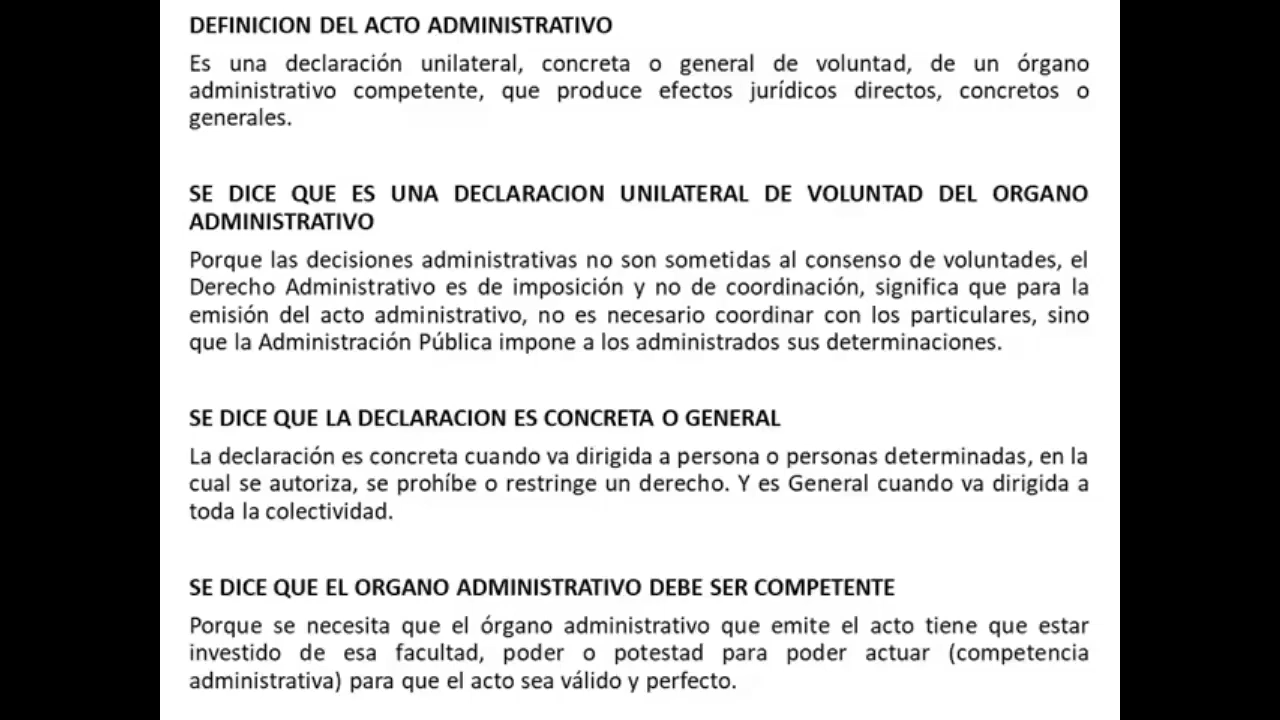 DEFINICION DEL ACTO ADMINISTRATIVO
Es una declaración unilateral, concreta o general de voluntad, de un órgano
administrativo competente, que produce efectos jurídicos directos, concretos o
generales.
SE DICE QUE ES UNA DECLARACION UNILATERAL DE VOLUNTAD DEL ORGANO
ADMINISTRATIVO
Porque las decisiones administrativas no son sometidas al consenso de voluntades, el
Derecho Administrativo es de imposición y no de coordinación, significa que para la
emisión del acto administrativo, no es necesario coordinar con los particulares, sino
que la Administración Pública impone a los administrados sus determinaciones.
SE DICE QUE LA DECLARACION ES CONCRETA O GENERAL
La declaración es concreta cuando va dirigida a persona o personas determinadas, en la
cual se autoriza, se prohíbe o restringe un derecho. Y es General cuando va dirigida a
toda la colectividad.
SE DICE QUE EL ORGANO ADMINISTRATIVO DEBE SER COMPETENTE
Porque se necesita que el órgano administrativo que emite el acto tiene que estar
investido de esa facultad, poder o potestad para poder actuar (competencia
administrativa) para que el acto sea válido y perfecto.